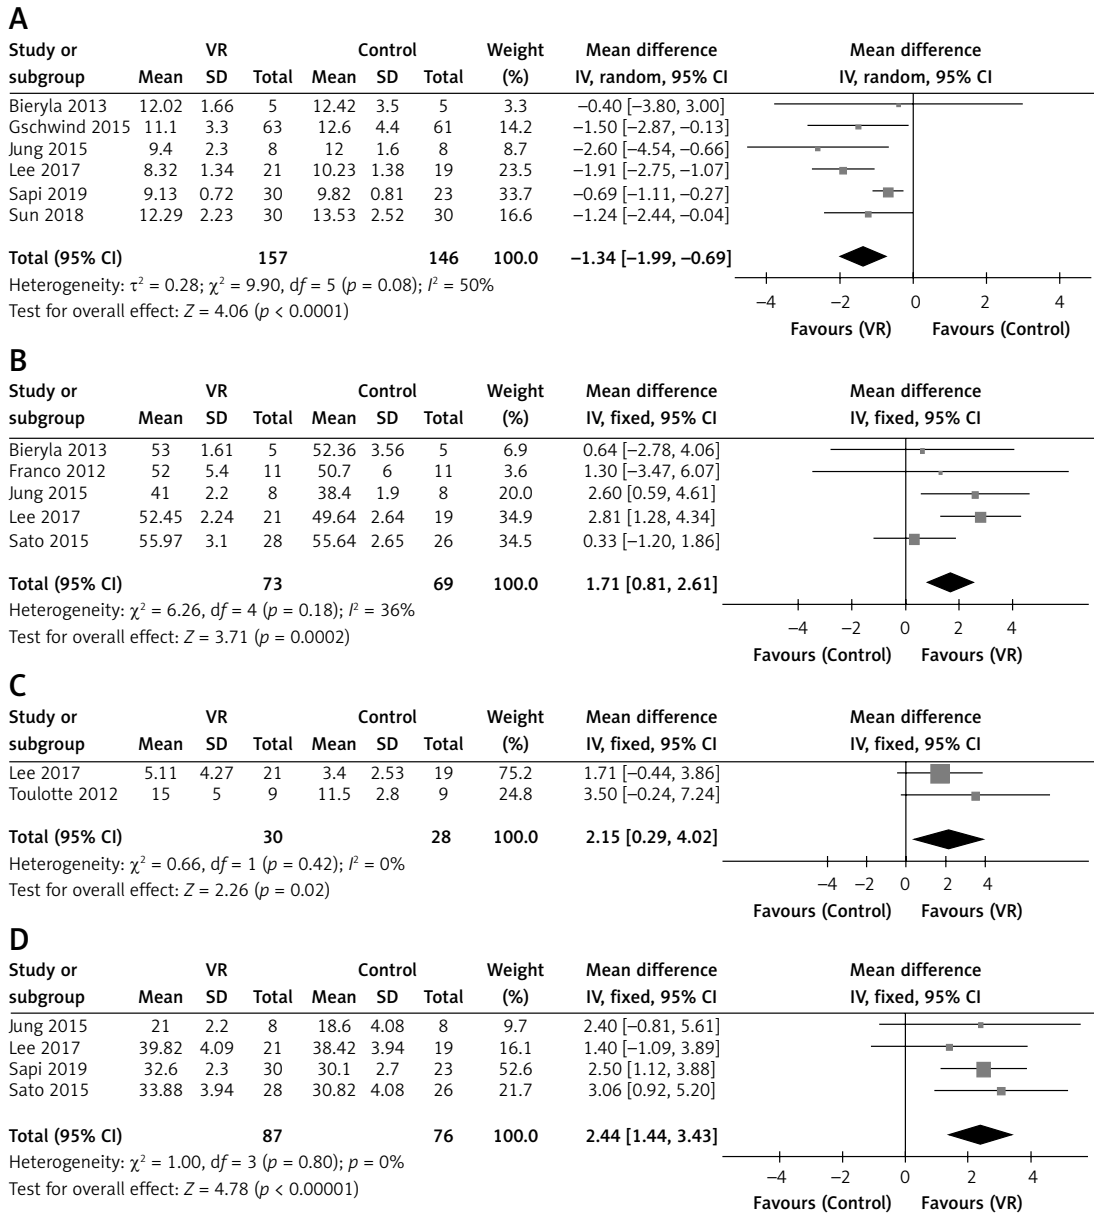 A
Study or VR Control Weight Mean difference Mean difference
subgroup Mean SD Total Mean SD Total (%) IV, random, 95% CI IV, random, 95% CI
Bieryla 2013 12.02 1.66 5 12.42 3.5 5 3.3 −0.40 [−3.80, 3.00]
Gschwind 2015 11.1 3.3 63 12.6 4.4 61 14.2 −1.50 [−2.87, −0.13]
Jung 2015 9.4 2.3 8 12 1.6 8 8.7 −2.60 [−4.54, −0.66]
Lee 2017 8.32 1.34 21 10.23 1.38 19 23.5 −1.91 [−2.75, −1.07]
Sapi 2019 9.13 0.72 30 9.82 0.81 23 33.7 −0.69 [−1.11, −0.27]
Sun 2018 12.29 2.23 30 13.53 2.52 30 16.6 −1.24 [−2.44, −0.04]
Total (95% CI) 157 146 100.0 −1.34 [−1.99, −0.69]
Heterogeneity: τ² = 0.28; χ² = 9.90, df = 5 (p = 0.08); I² = 50%
Test for overall effect: Z = 4.06 (p < 0.0001)
−4 −2 0 2 4
Favours (VR) Favours (Control)
B
Study or VR Control Weight Mean difference Mean difference
subgroup Mean SD Total Mean SD Total (%) IV, fixed, 95% CI IV, fixed, 95% CI
Bieryla 2013 53 1.61 5 52.36 3.56 5 6.9 0.64 [−2.78, 4.06]
Franco 2012 52 5.4 11 50.7 6 11 3.6 1.30 [−3.47, 6.07]
Jung 2015 41 2.2 8 38.4 1.9 8 20.0 2.60 [0.59, 4.61]
Lee 2017 52.45 2.24 21 49.64 2.64 19 34.9 2.81 [1.28, 4.34]
Sato 2015 55.97 3.1 28 55.64 2.65 26 34.5 0.33 [−1.20, 1.86]
Total (95% CI) 73 69 100.0 1.71 [0.81, 2.61]
Heterogeneity: χ² = 6.26, df = 4 (p = 0.18); I² = 36%
Test for overall effect: Z = 3.71 (p = 0.0002)
−4 −2 0 2 4
Favours (Control) Favours (VR)
C
Study or VR Control Weight Mean difference Mean difference
subgroup Mean SD Total Mean SD Total (%) IV, fixed, 95% CI IV, fixed, 95% CI
Lee 2017 5.11 4.27 21 3.4 2.53 19 75.2 1.71 [−0.44, 3.86]
Toulotte 2012 15 5 9 11.5 2.8 9 24.8 3.50 [−0.24, 7.24]
Total (95% CI) 30 28 100.0 2.15 [0.29, 4.02]
Heterogeneity: χ² = 0.66, df = 1 (p = 0.42); I² = 0%
Test for overall effect: Z = 2.26 (p = 0.02)
−4 −2 0 2 4
Favours (Control) Favours (VR)
D
Study or VR Control Weight Mean difference Mean difference
subgroup Mean SD Total Mean SD Total (%) IV, fixed, 95% CI IV, fixed, 95% CI
Jung 2015 21 2.2 8 18.6 4.08 8 9.7 2.40 [−0.81, 5.61]
Lee 2017 39.82 4.09 21 38.42 3.94 19 16.1 1.40 [−1.09, 3.89]
Sapi 2019 32.6 2.3 30 30.1 2.7 23 52.6 2.50 [1.12, 3.88]
Sato 2015 33.88 3.94 28 30.82 4.08 26 21.7 3.06 [0.92, 5.20]
Total (95% CI) 87 76 100.0 2.44 [1.44, 3.43]
Heterogeneity: χ² = 1.00, df = 3 (p = 0.80); p = 0%
Test for overall effect: Z = 4.78 (p < 0.00001)
−4 −2 0 2 4
Favours (Control) Favours (VR)